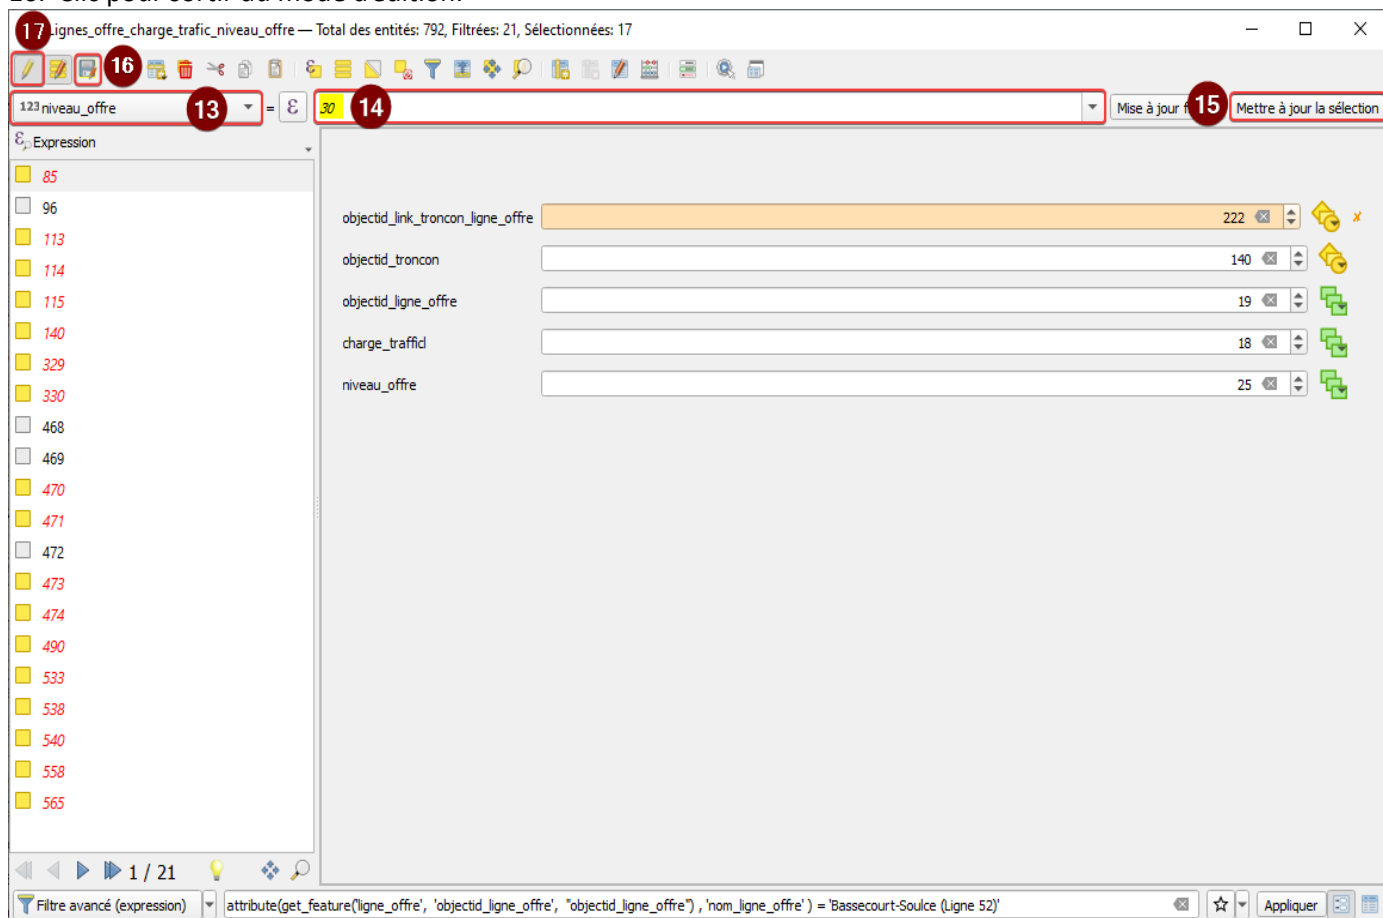 17 Lignes_offre_charge_trafic_niveau_offre — Total des entités: 792, Filtrées: 21, Sélectionnées: 17
16
123 niveau_offre 13 = ε 30 14 Mise à jour 15 Mettre à jour la sélection
Expression
85
96
113
114
115
140
329
330
468
469
470
471
472
473
474
490
533
538
540
558
565
objectid_link_troncon_ligne_offre 222
objectid_troncon 140
objectid_ligne_offre 19
charge_trafficl 18
niveau_offre 25
1 / 21
Filtre avancé (expression) attribute(get_feature('ligne_offre', 'objectid_ligne_offre', "objectid_ligne_offre") , 'nom_ligne_offre' ) = 'Bassecourt-Soulce (Ligne 52)' Appliquer